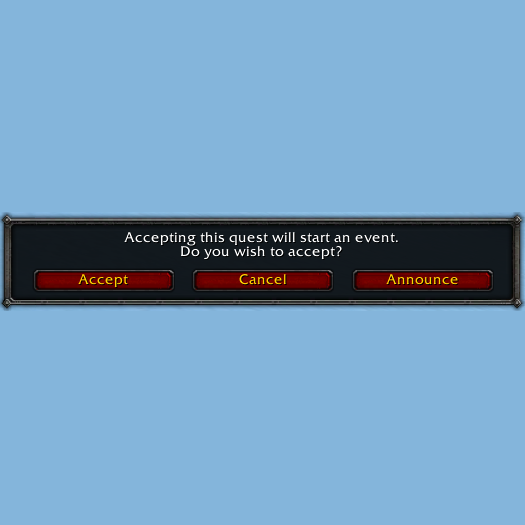 Accepting this quest will start an event.
Do you wish to accept?
Accept
Cancel
Announce